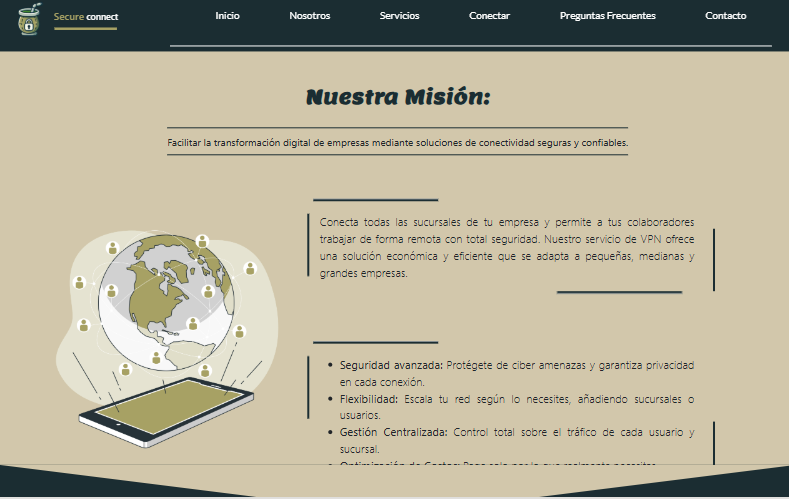 Secure connect
Inicio Nosotros Servicios Conectar Preguntas Frecuentes Contacto
Nuestra Misión:
Facilitar la transformación digital de empresas mediante soluciones de conectividad seguras y confiables.
Conecta todas las sucursales de tu empresa y permite a tus colaboradores
trabajar de forma remota con total seguridad. Nuestro servicio de VPN ofrece
una solución económica y eficiente que se adapta a pequeñas, medianas y
grandes empresas.
• Seguridad avanzada: Protégete de ciber amenazas y garantiza privacidad
en cada conexión.
• Flexibilidad: Escala tu red según lo necesites, añadiendo sucursales o
usuarios.
• Gestión Centralizada: Control total sobre el tráfico de cada usuario y
sucursal.